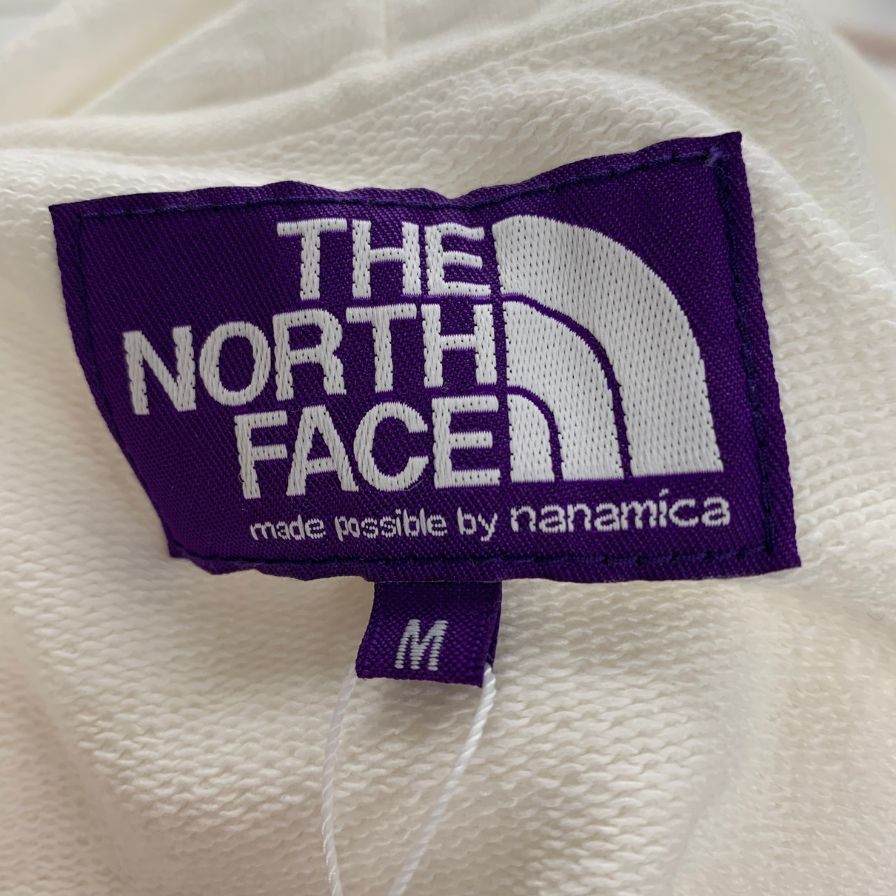 THE
NORTH
FACE
made possible by nanamica
M